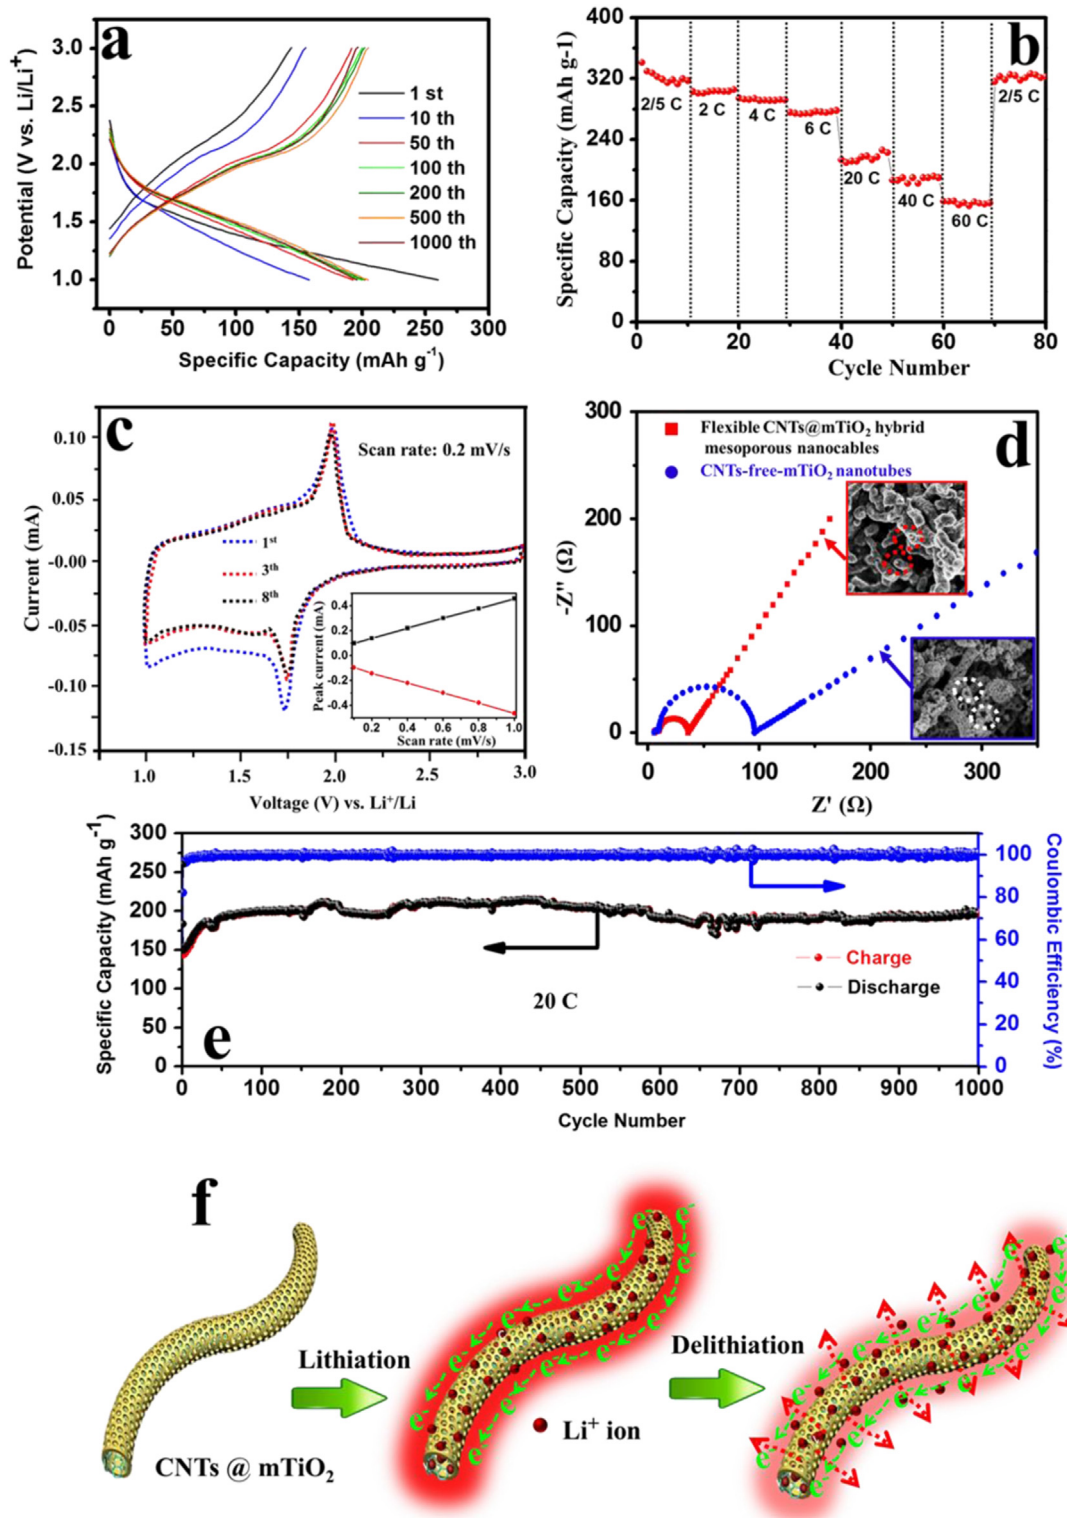 a
Potential (V vs. Li/Li⁺)
3.0
2.5
2.0
1.5
1.0
0 50 100 150 200 250 300
Specific Capacity (mAh g⁻¹)
1 st
10 th
50 th
100 th
200 th
500 th
1000 th
b
Specific Capacity (mAh g-1)
400
320
240
160
80
0
2/5 C
2 C
4 C
6 C
20 C
40 C
60 C
2/5 C
0 20 40 60 80
Cycle Number
c
Scan rate: 0.2 mV/s
Current (mA)
0.10
0.05
-0.00
-0.05
-0.10
-0.15
1ˢᵗ
3ᵗʰ
8ᵗʰ
Peak current (mA)
0.4
0.2
0.0
-0.2
-0.4
0.2 0.4 0.6 0.8 1.0
Scan rate (mV/s)
1.0 1.5 2.0 2.5 3.0
Voltage (V) vs. Li⁺/Li
d
-Z'' (Ω)
300
200
100
0
Flexible CNTs@mTiO₂ hybrid
mesoporous nanocables
CNTs-free-mTiO₂ nanotubes
0 100 200 300
Z' (Ω)
e
Specific Capacity (mAh g⁻¹)
300
250
200
150
100
50
0
Coulombic Efficiency (%)
100
80
60
40
20
0
Charge
Discharge
20 C
0 100 200 300 400 500 600 700 800 900 1000
Cycle Number
f
CNTs @ mTiO₂
Lithiation
Li⁺ ion
Delithiation
e⁻ e⁻
e⁻ e⁻
e⁻ e⁻
e⁻ e⁻
e⁻ e⁻
e⁻ e⁻